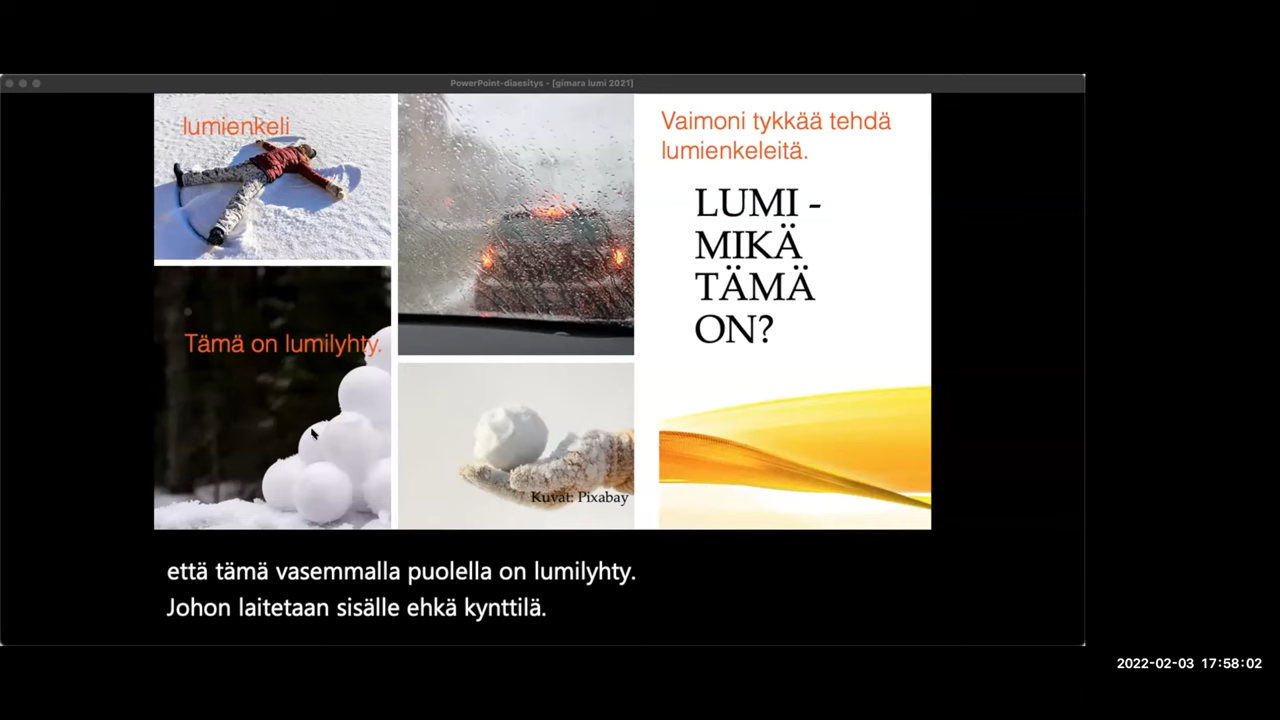 PowerPoint-diaesitys - [gimara lumi 2021]
lumienkeli
Tämä on lumilyhty.
Kuvat: Pixabay
Vaimoni tykkää tehdä
lumienkeleitä.
LUMI -
MIKÄ
TÄMÄ
ON?
että tämä vasemmalla puolella on lumilyhty.
Johon laitetaan sisälle ehkä kynttilä.
2022-02-03 17:58:02